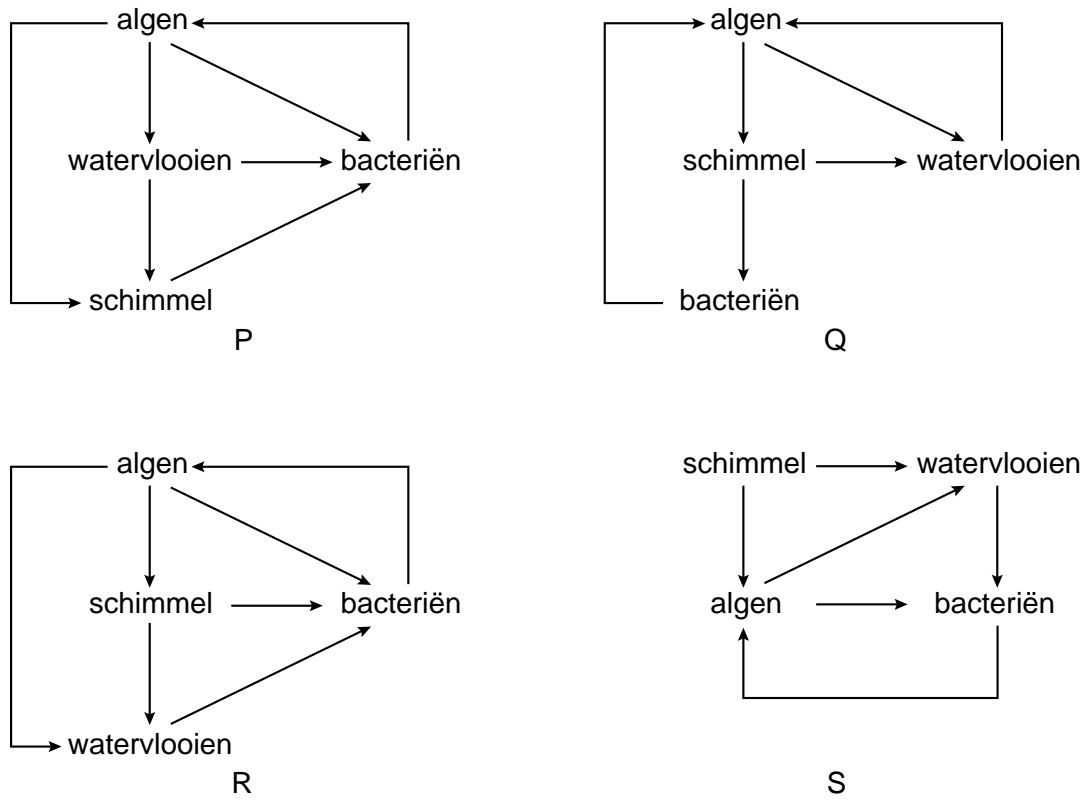 algen
watervlooien bacteriën
schimmel
P
algen
schimmel watervlooien
bacteriën
Q
algen
schimmel bacteriën
watervlooien
R
schimmel watervlooien
algen bacteriën
S